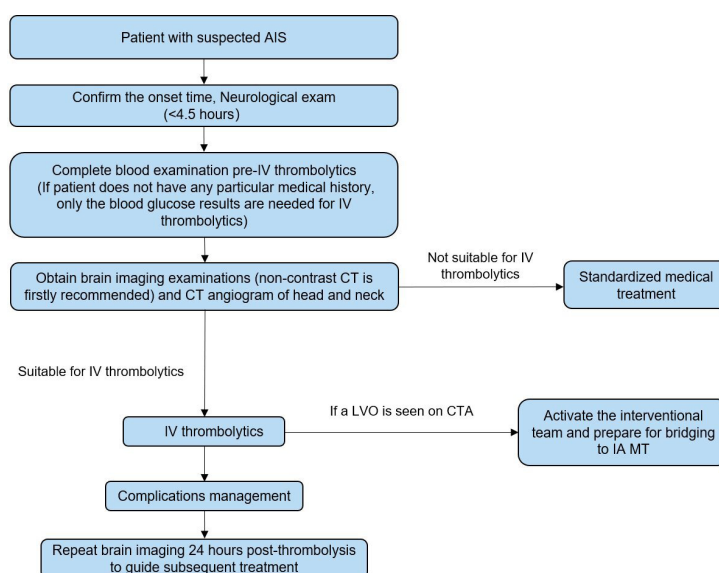 Patient with suspected AIS
Confirm the onset time, Neurological exam
(<4.5 hours)
Complete blood examination pre-IV thrombolytics
(If patient does not have any particular medical history,
only the blood glucose results are needed for IV
thrombolytics)
Not suitable for IV
thrombolytics
Obtain brain imaging examinations (non-contrast CT is
firstly recommended) and CT angiogram of head and neck
Standardized medical
treatment
Suitable for IV thrombolytics
If a LVO is seen on CTA
IV thrombolytics
Activate the interventional
team and prepare for bridging
to IA MT
Complications management
Repeat brain imaging 24 hours post-thrombolysis
to guide subsequent treatment